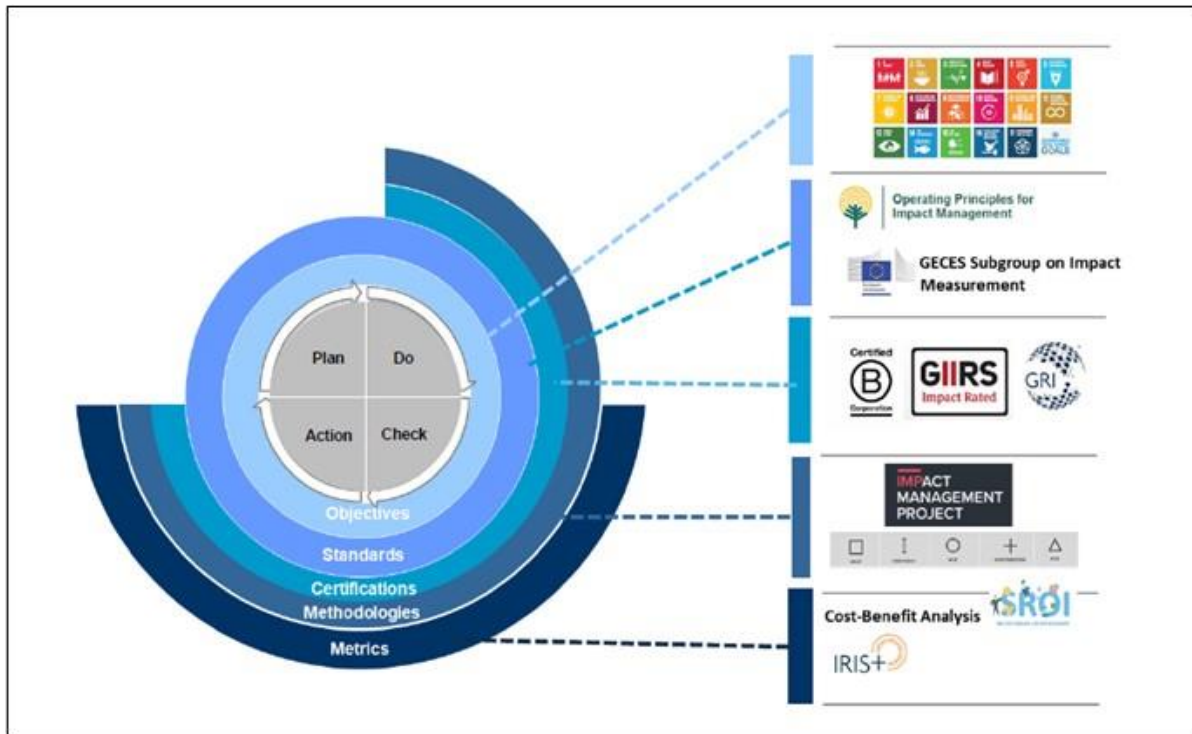 Plan
Do
Action
Check
Objectives
Standards
Certifications
Methodologies
Metrics
GOALS
Operating Principles for
Impact Management
GECES Subgroup on Impact
Measurement
Certified
B
Corporation
GIIRS
Impact Rated
GRI
IMPACT
MANAGEMENT
PROJECT
Cost-Benefit Analysis
SROI
IRIS+